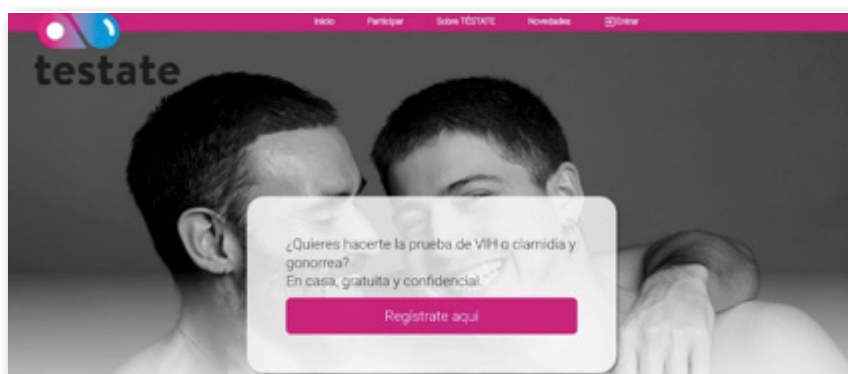 Inicio
Participar
Sobre TÉSTATE
Novedades
Entrar
testate
¿Quieres hacerte la prueba de VIH o clamidia y
gonorrea?
En casa, gratuita y confidencial.
Regístrate aquí